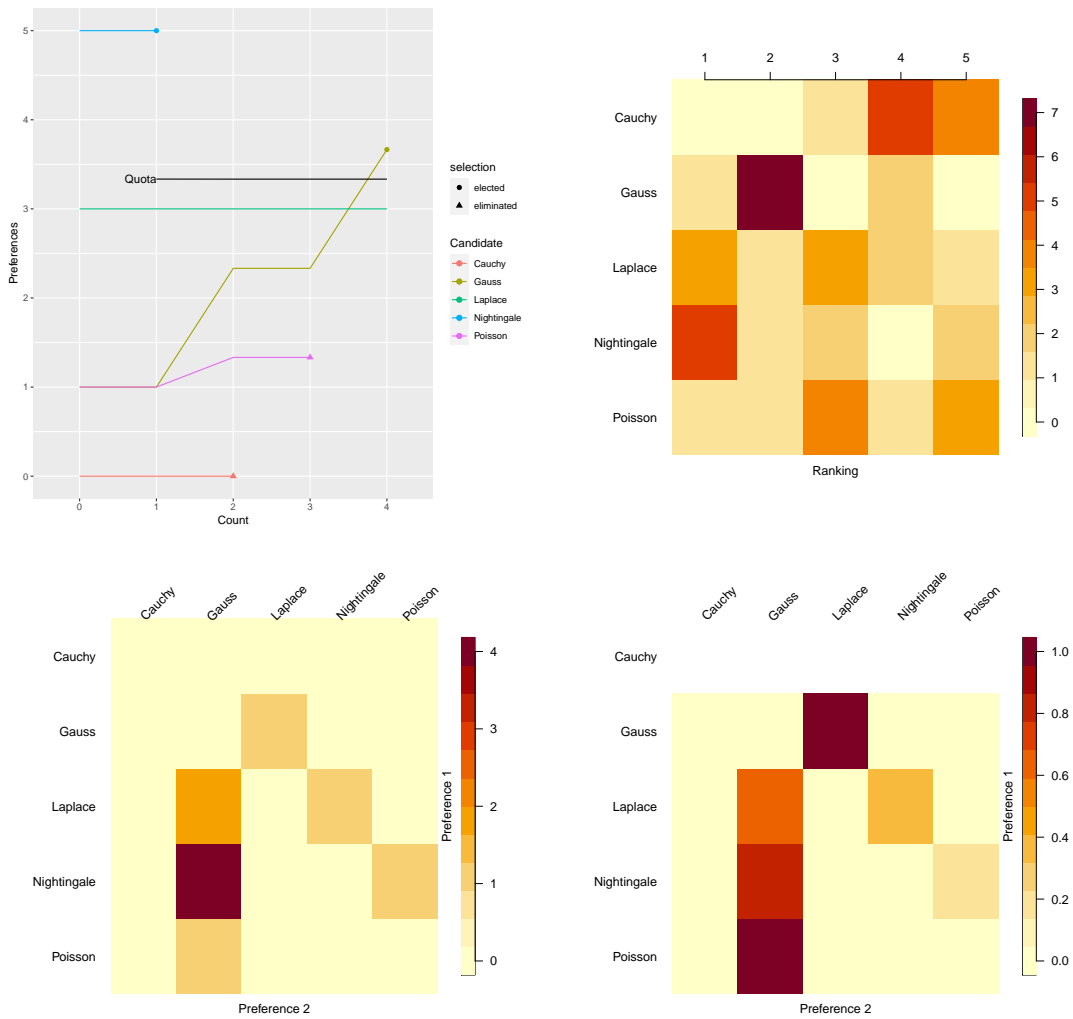 5
4
3
2
1
0
Preferences
Quota
0 1 2 3 4
Count
selection
elected
eliminated
Candidate
Cauchy
Gauss
Laplace
Nightingale
Poisson
1 2 3 4 5
Cauchy
Gauss
Laplace
Nightingale
Poisson
Ranking
7
6
5
4
3
2
1
0
Cauchy Gauss Laplace Nightingale Poisson
Cauchy
Gauss
Laplace
Nightingale
Poisson
Preference 2
Preference 1
4
3
2
1
0
Cauchy Gauss Laplace Nightingale Poisson
Cauchy
Gauss
Laplace
Nightingale
Poisson
Preference 2
Preference 1
1.0
0.8
0.6
0.4
0.2
0.0